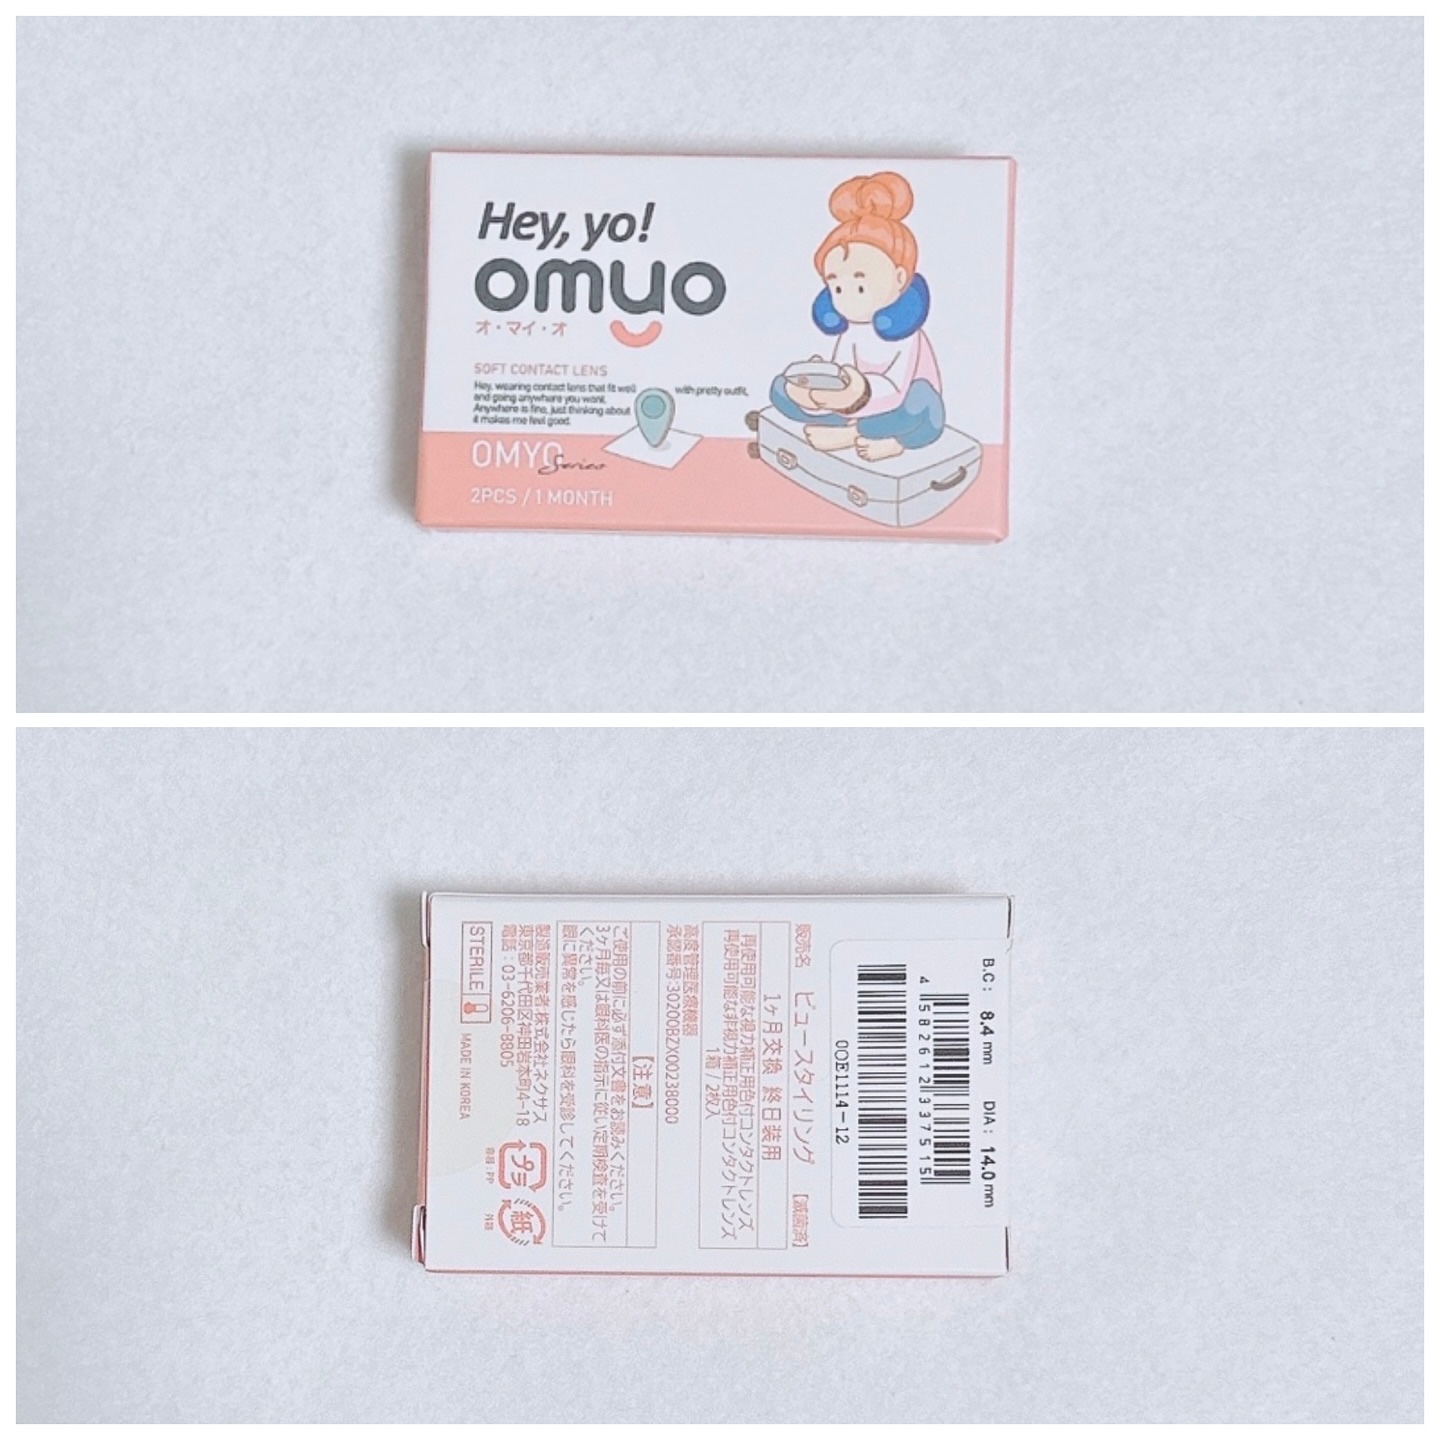 Hey, yo!
omyo
オ・マイ・オ
SOFT CONTACT LENS
Hey, wearing contact lens that fit well with pretty outfit,
and going anywhere you want.
Anywhere is fine, just thinking about
it makes me feel good.
OMYO Series
2PCS / 1 MONTH
B.C : 8.4 mm DIA : 14.0 mm
4582612337515
0QE1114-12
販売名 ビュースタイリング 【滅菌済】
1ヶ月交換 終日装用
再使用可能な視力補正用色付コンタクトレンズ
再使用可能な非視力補正用色付コンタクトレンズ
1箱 / 2枚入
高度管理医療機器
承認番号:30200BZX00238000
【注意】
ご使用の前に必ず添付文書をお読みください。
3ヶ月毎又は眼科医の指示に従い定期検査を受けて
ください。
眼に異常を感じたら眼科を受診してください。
製造販売業者:株式会社ネクサス
東京都千代田区神田岩本町4-18
電話 : 03-6206-8805
プラ
容器 : PP
紙
外箱
STERILE
MADE IN KOREA